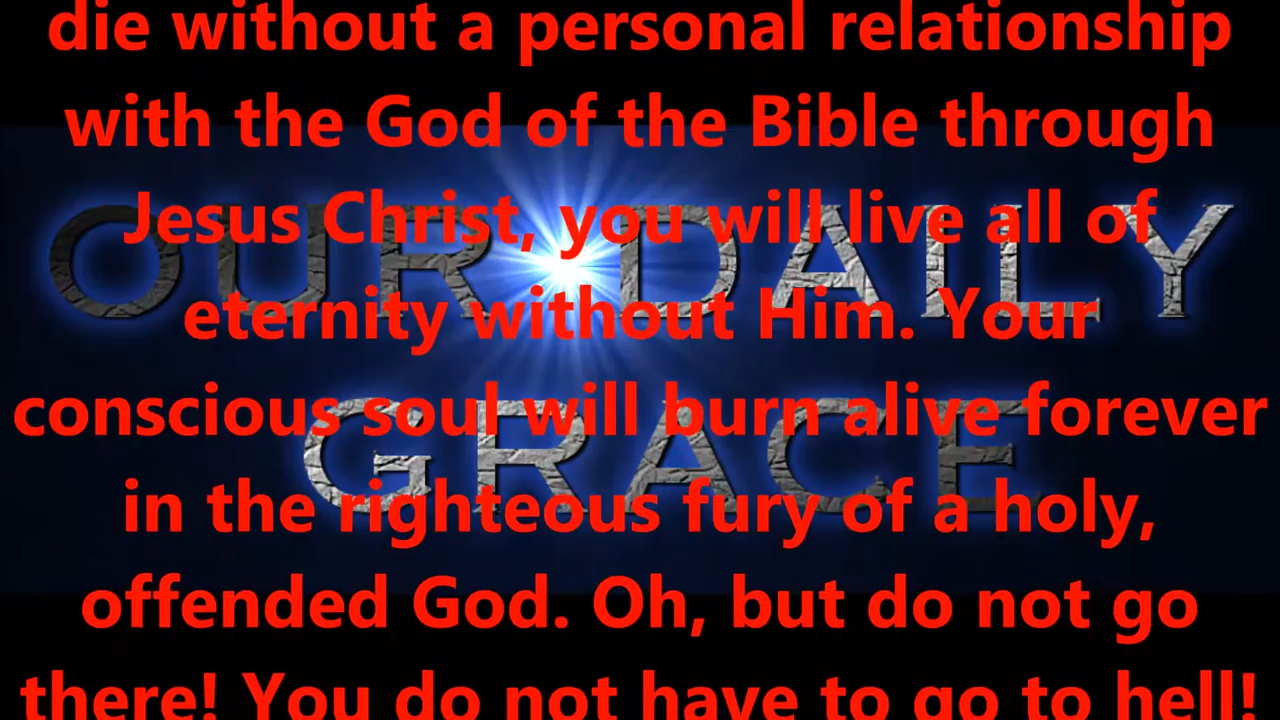 die without a personal relationship
with the God of the Bible through
Jesus Christ, you will live all of
eternity without Him. Your
conscious soul will burn alive forever
in the righteous fury of a holy,
offended God. Oh, but do not go
there! You do not have to go to hell!
OUR DAILY
GRACE